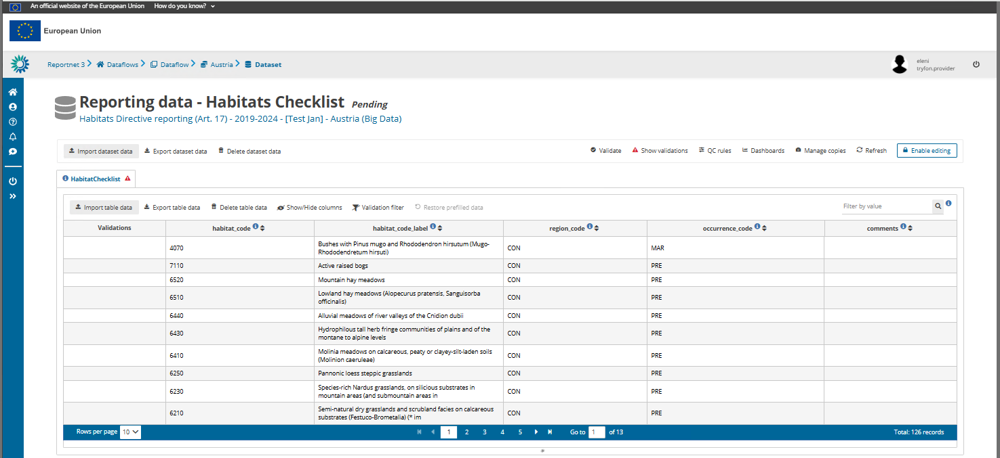 An official website of the European Union How do you know?
European Union
Reportnet 3 Dataflows Dataflow Austria Dataset
eleni
tryfon.provider
Reporting data - Habitats Checklist Pending
Habitats Directive reporting (Art. 17) - 2019-2024 - [Test Jan] - Austria (Big Data)
Import dataset data Export dataset data Delete dataset data Validate Show validations QC rules Dashboards Manage copies Refresh Enable editing
HabitatChecklist
Import table data Export table data Delete table data Show/Hide columns Validation filter Restore prefilled data Filter by value
Validations habitat_code habitat_code_label region_code occurrence_code comments
4070 Bushes with Pinus mugo and Rhododendron hirsutum (Mugo-
Rhododendretum hirsuti) CON MAR
7110 Active raised bogs CON PRE
6520 Mountain hay meadows CON PRE
6510 Lowland hay meadows (Alopecurus pratensis, Sanguisorba
officinalis) CON PRE
6440 Alluvial meadows of river valleys of the Cnidion dubii CON PRE
6430 Hydrophilous tall herb fringe communities of plains and of the
montane to alpine levels CON PRE
6410 Molinia meadows on calcareous, peaty or clayey-silt-laden soils
(Molinion caeruleae) CON PRE
6250 Pannonic loess steppic grasslands CON PRE
6230 Species-rich Nardus grasslands, on silicious substrates in
mountain areas (and submountain areas in CON PRE
6210 Semi-natural dry grasslands and scrubland facies on calcareous
substrates (Festuco-Brometalia) (* im CON PRE
Rows per page 10 1 2 3 4 5 Go to 1 of 13 Total: 126 records